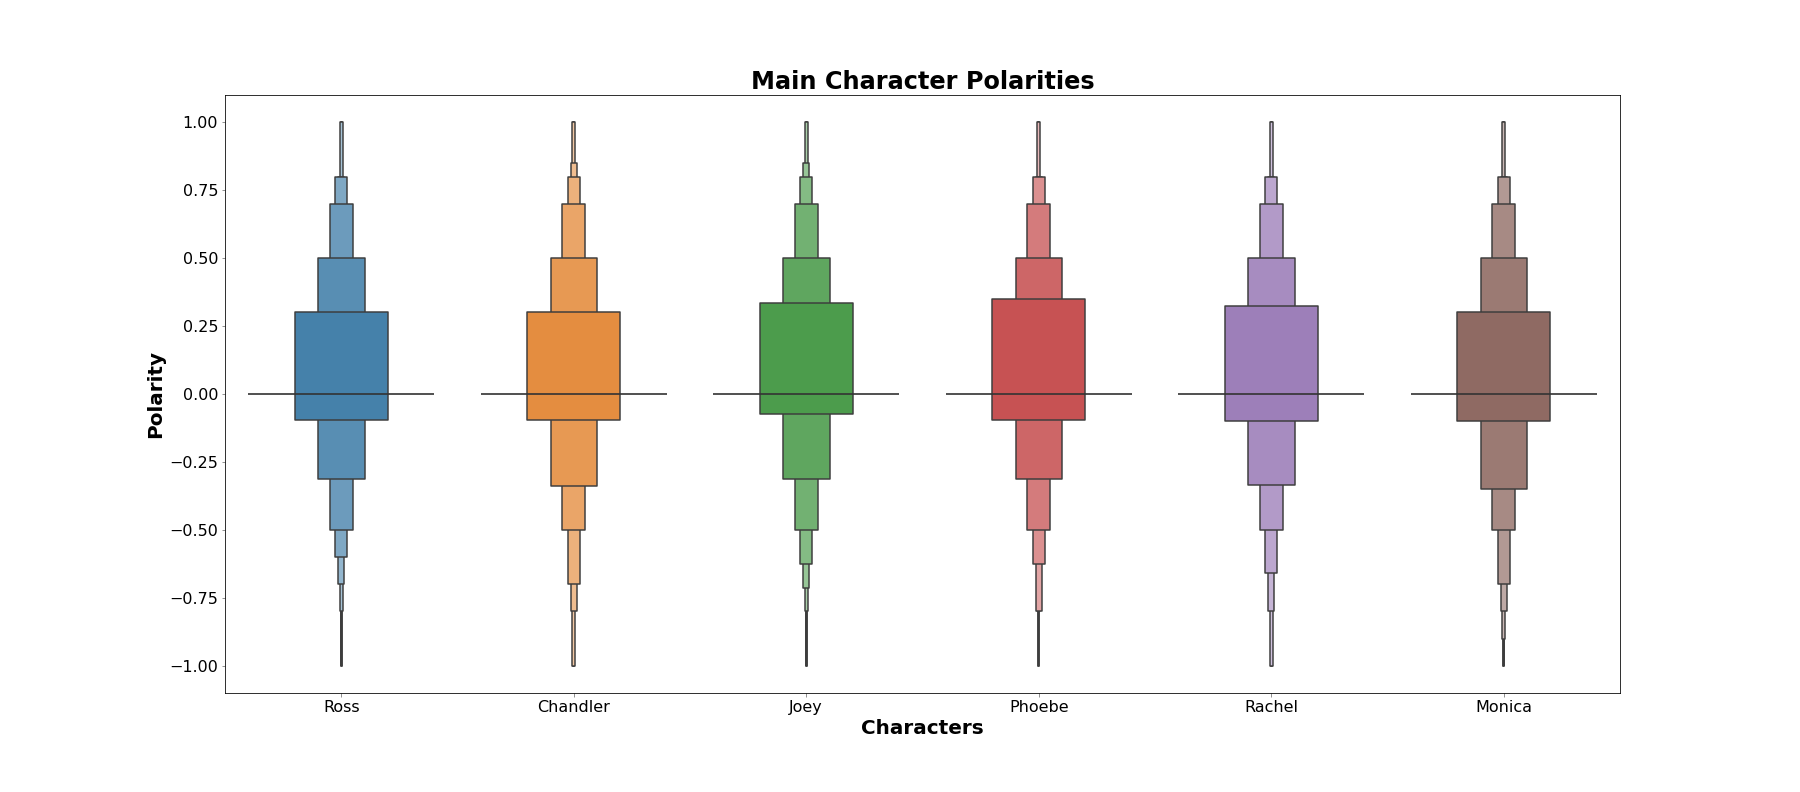 Main Character Polarities
1.00
0.75
0.50
0.25
0.00
−0.25
−0.50
−0.75
−1.00
Polarity
Ross Chandler Joey Phoebe Rachel Monica
Characters